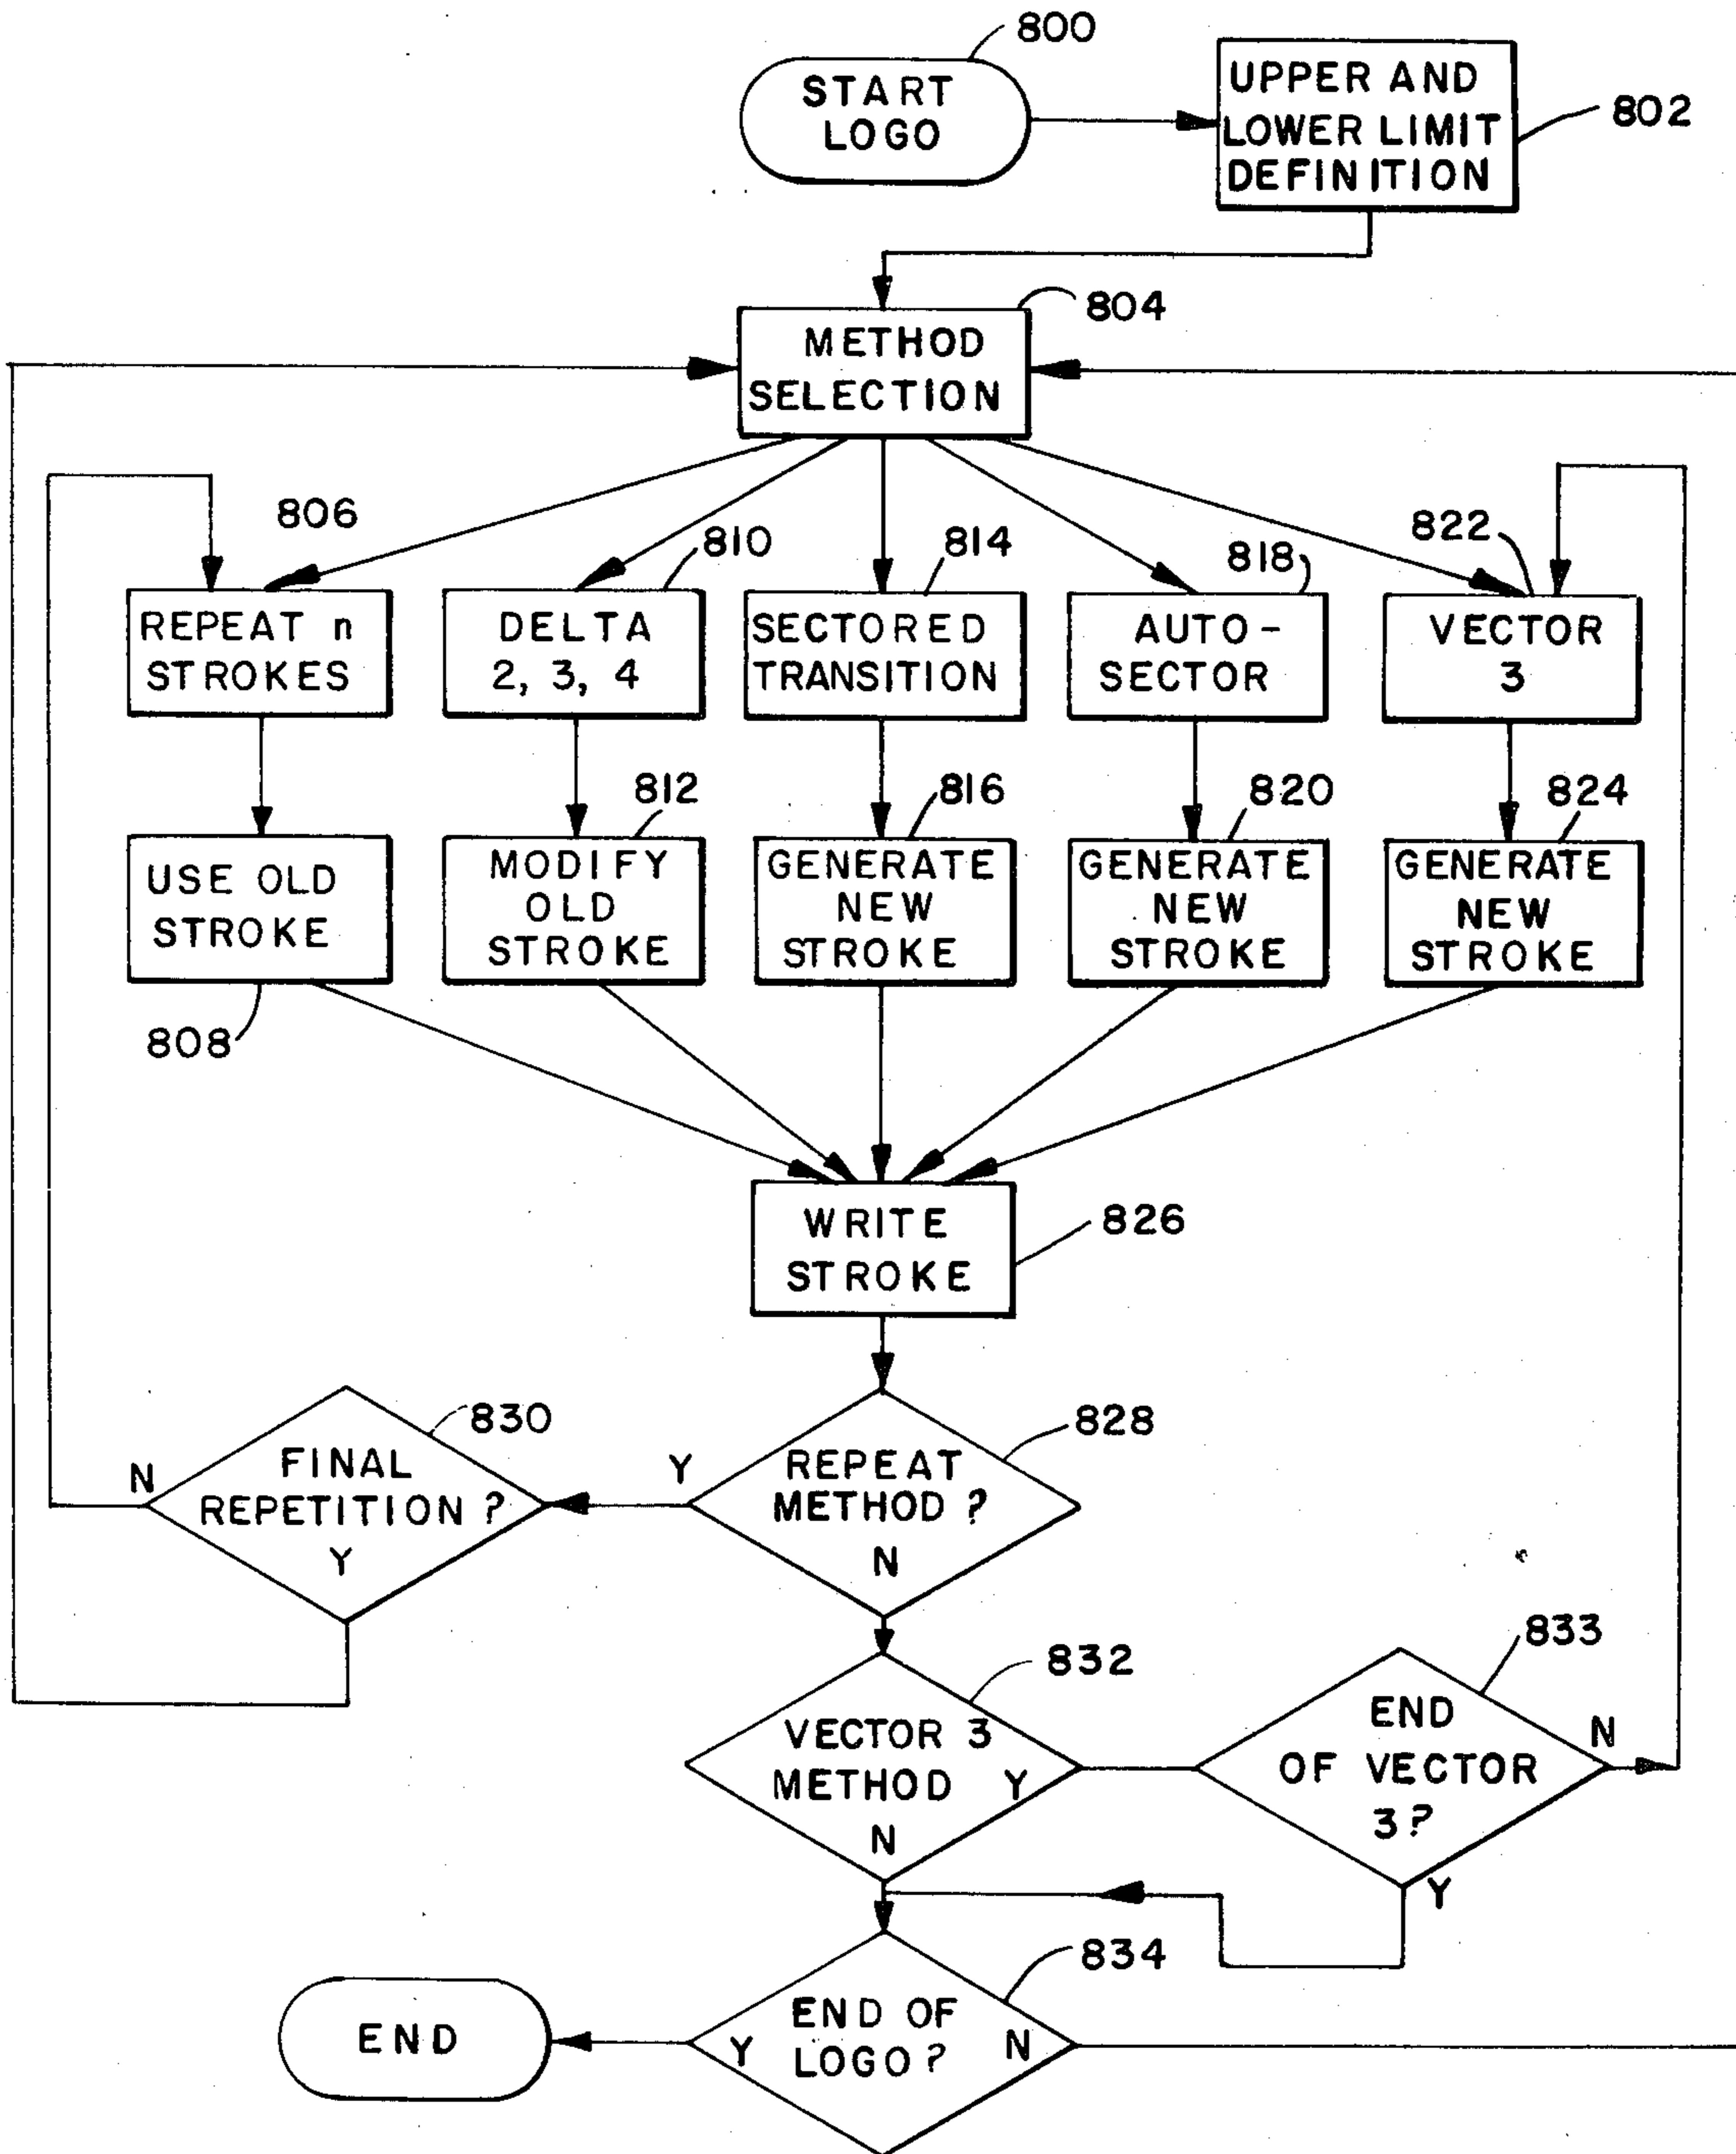 800
START
LOGO
UPPER AND
LOWER LIMIT
DEFINITION
802
804
METHOD
SELECTION
806
810
814
818
822
REPEAT n
STROKES
DELTA
2, 3, 4
SECTORED
TRANSITION
AUTO-
SECTOR
VECTOR
3
812
816
820
824
USE OLD
STROKE
MODIFY
OLD
STROKE
GENERATE
NEW
STROKE
GENERATE
NEW
STROKE
GENERATE
NEW
STROKE
808
WRITE
STROKE
826
830
828
N
FINAL
REPETITION ?
Y
Y
REPEAT
METHOD ?
N
832
833
VECTOR 3
METHOD
Y
N
END
OF VECTOR
3?
N
Y
834
END
Y
END OF
LOGO?
N